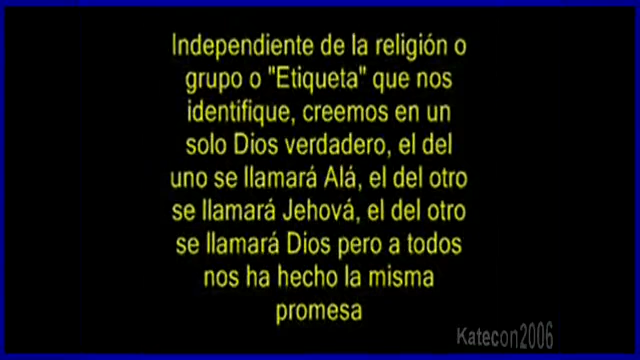 Independiente de la religión o
grupo o "Etiqueta" que nos
identifique, creemos en un
solo Dios verdadero, el del
uno se llamará Alá, el del otro
se llamará Jehová, el del otro
se llamará Dios pero a todos
nos ha hecho la misma
promesa
Katecon2006